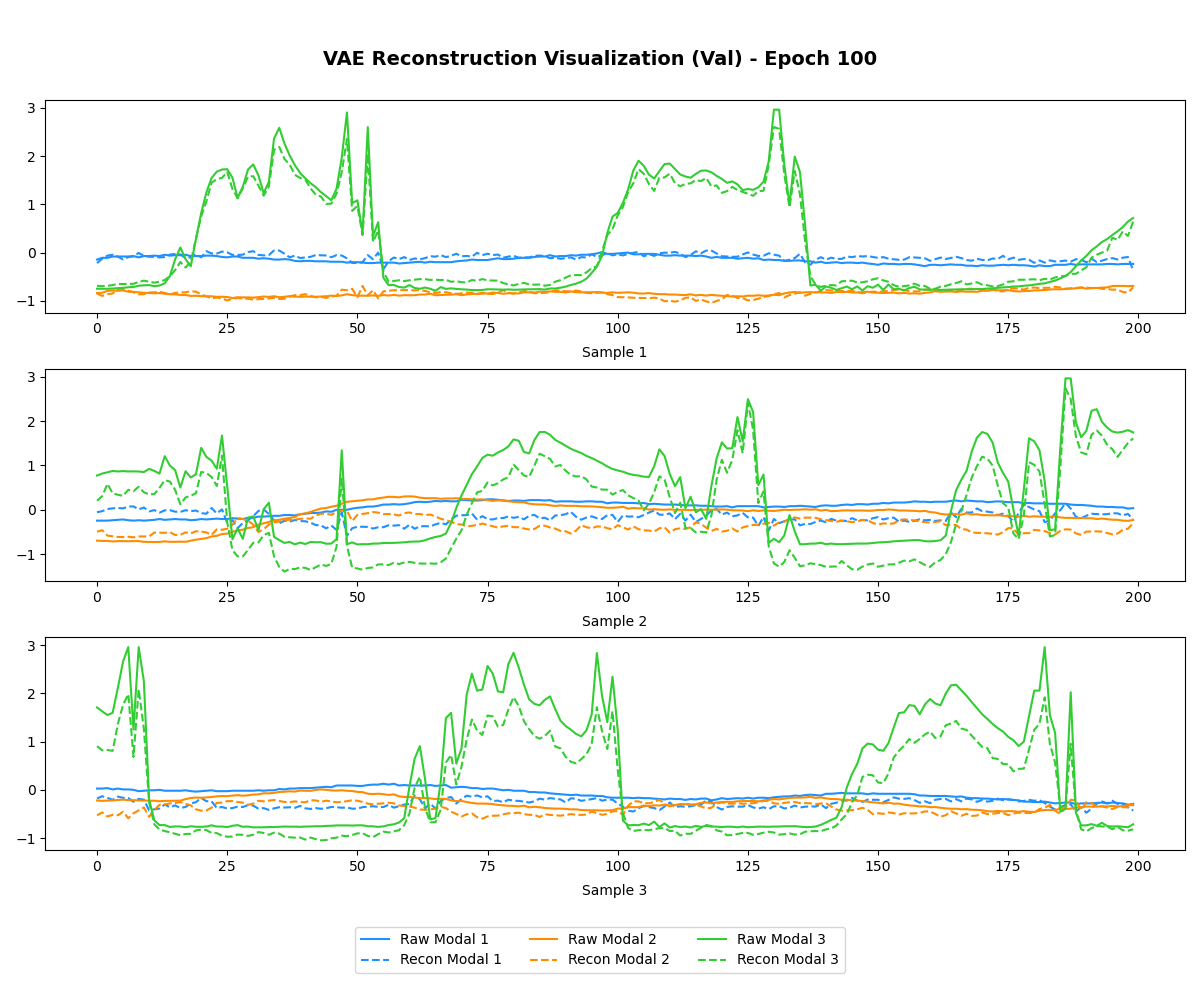 VAE Reconstruction Visualization (Val) - Epoch 100
3
2
1
0
−1
0 25 50 75 100 125 150 175 200
Sample 1
3
2
1
0
−1
0 25 50 75 100 125 150 175 200
Sample 2
3
2
1
0
−1
0 25 50 75 100 125 150 175 200
Sample 3
Raw Modal 1 Raw Modal 2 Raw Modal 3
Recon Modal 1 Recon Modal 2 Recon Modal 3